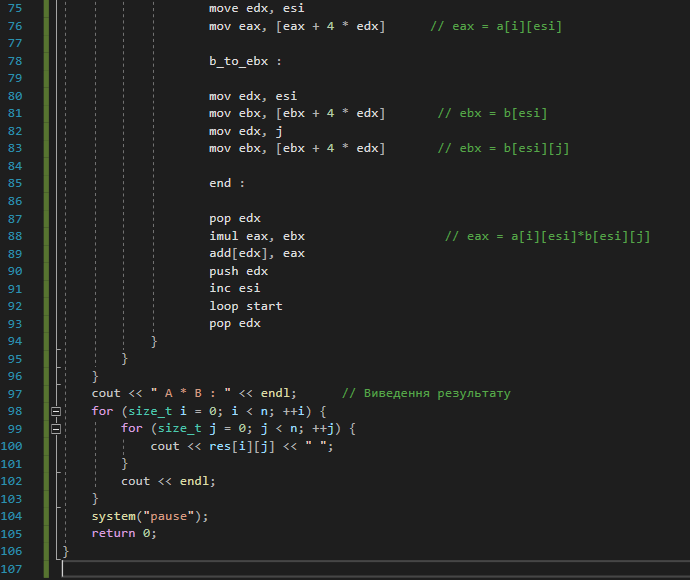 75 move edx, esi
76 mov eax, [eax + 4 * edx] // eax = a[i][esi]
77
78 b_to_ebx :
79
80 mov edx, esi
81 mov ebx, [ebx + 4 * edx] // ebx = b[esi]
82 mov edx, j
83 mov ebx, [ebx + 4 * edx] // ebx = b[esi][j]
84
85 end :
86
87 pop edx
88 imul eax, ebx // eax = a[i][esi]*b[esi][j]
89 add[edx], eax
90 push edx
91 inc esi
92 loop start
93 pop edx
94 }
95 }
96 }
97 cout << " A * B : " << endl; // Виведення результату
98 for (size_t i = 0; i < n; ++i) {
99 for (size_t j = 0; j < n; ++j) {
100 cout << res[i][j] << " ";
101 }
102 cout << endl;
103 }
104 system("pause");
105 return 0;
106 }
107